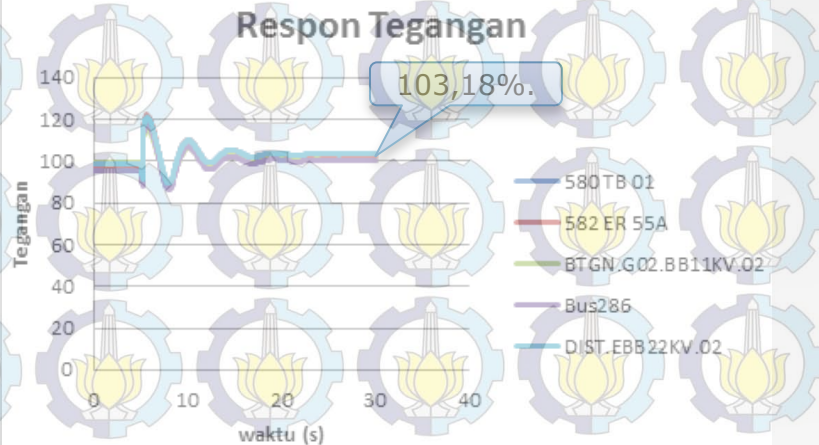 Respon Tegangan
103,18%.
140
120
100
80
60
40
20
0
Tegangan
0 10 20 30 40
waktu (s)
580 TB 01
582 ER 55A
BTGN.G02.BB11KV.02
Bus286
DIST.EBB22KV.02